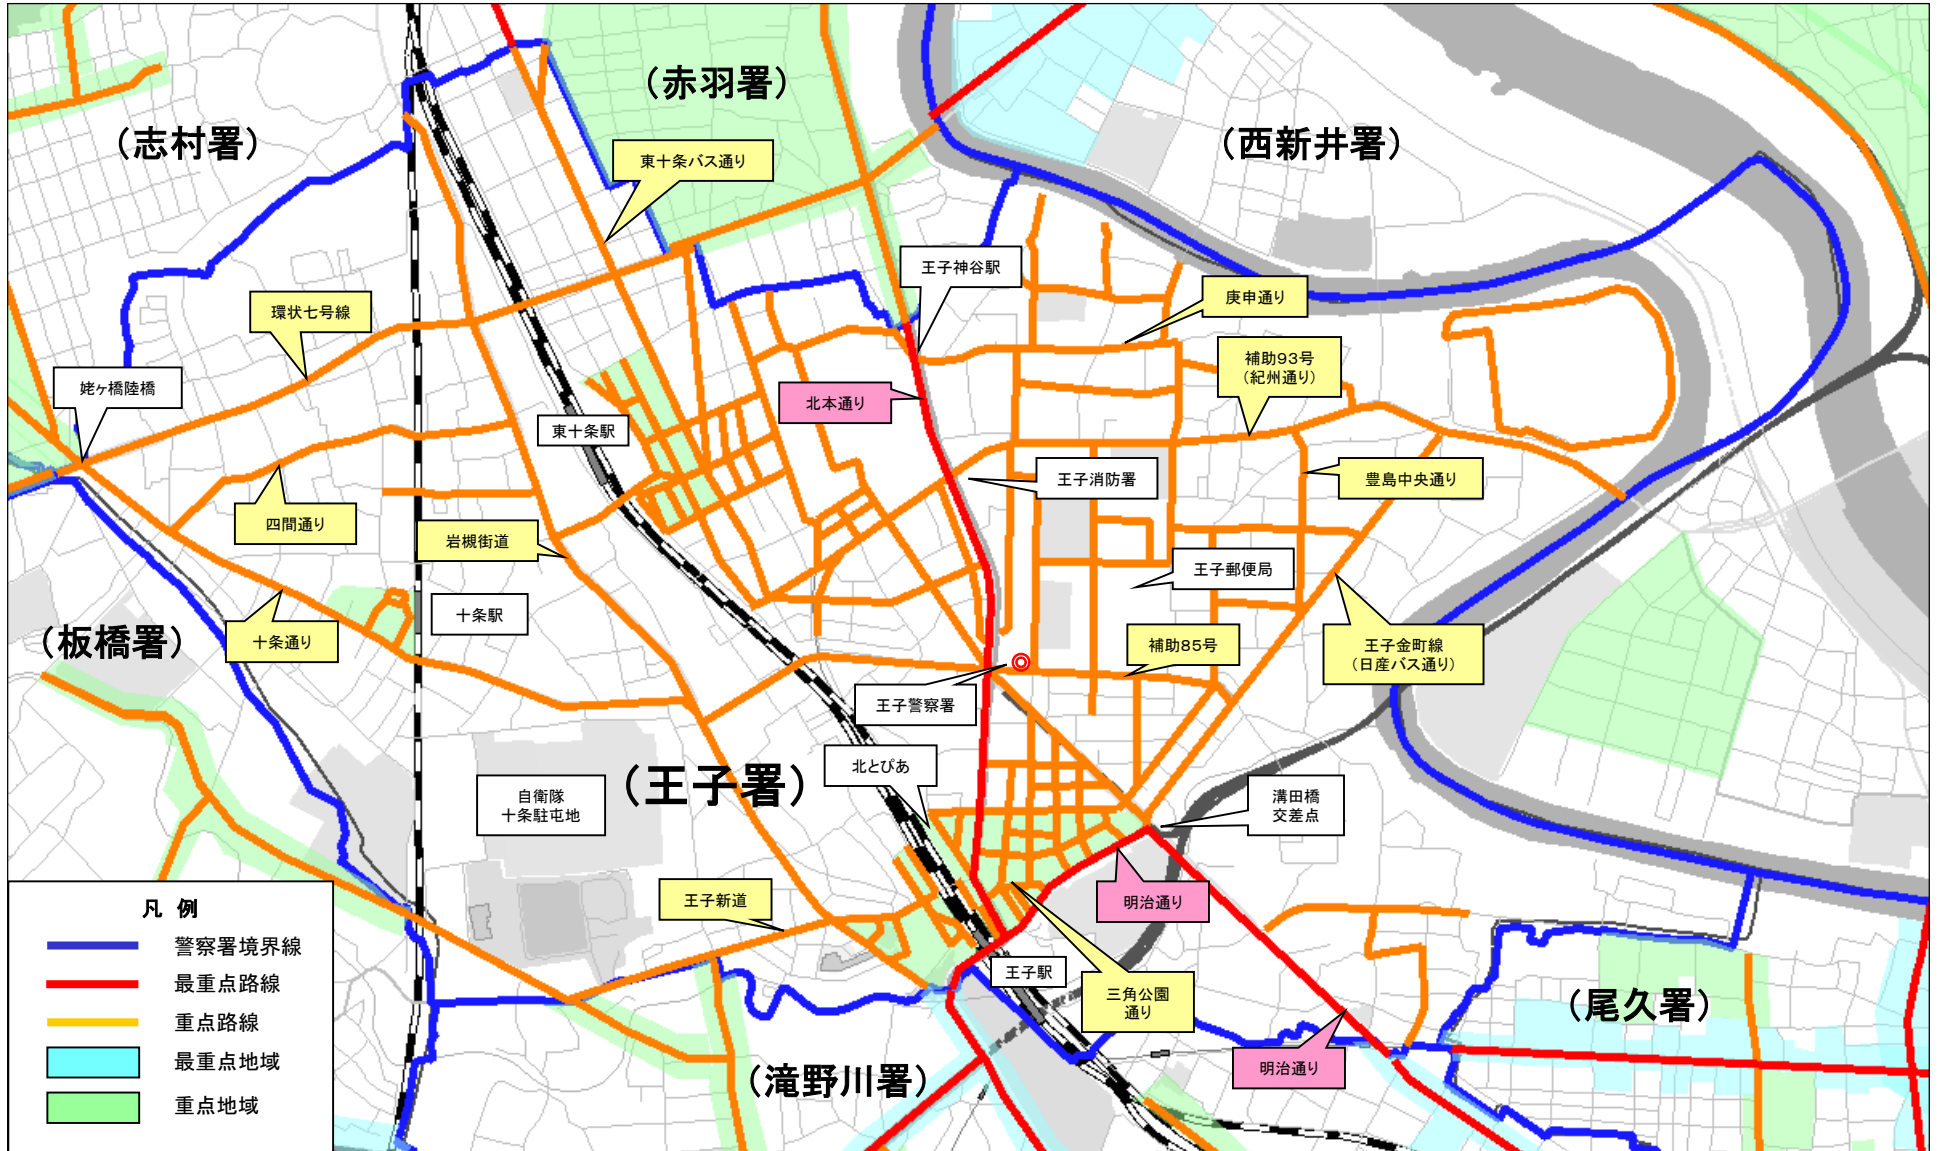 （赤羽署）
（志村署）
（西新井署）
東十条バス通り
王子神谷駅
庚申通り
環状七号線
補助９３号
（紀州通り）
姥ヶ橋陸橋
北本通り
東十条駅
王子消防署
豊島中央通り
四間通り
岩槻街道
王子郵便局
十条駅
（板橋署）
十条通り
補助８５号
王子金町線
（日産バス通り）
王子警察署
北とぴあ
（王子署）
自衛隊
十条駐屯地
溝田橋
交差点
王子新道
明治通り
王子駅
三角公園
通り
（尾久署）
明治通り
（滝野川署）
凡 例
警察署境界線
最重点路線
重点路線
最重点地域
重点地域